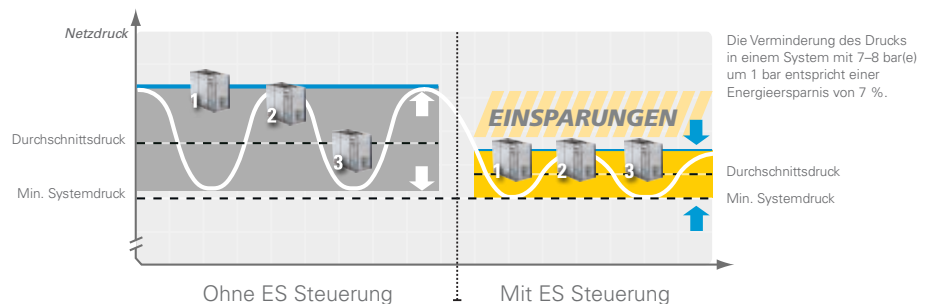 Netzdruck
Durchschnittsdruck
Min. Systemdruck
1
2
3
EINSPARUNGEN
1
2
3
Die Verminderung des Drucks
in einem System mit 7–8 bar(e)
um 1 bar entspricht einer
Energieersparnis von 7 %.
Durchschnittsdruck
Min. Systemdruck
Ohne ES Steuerung
Mit ES Steuerung